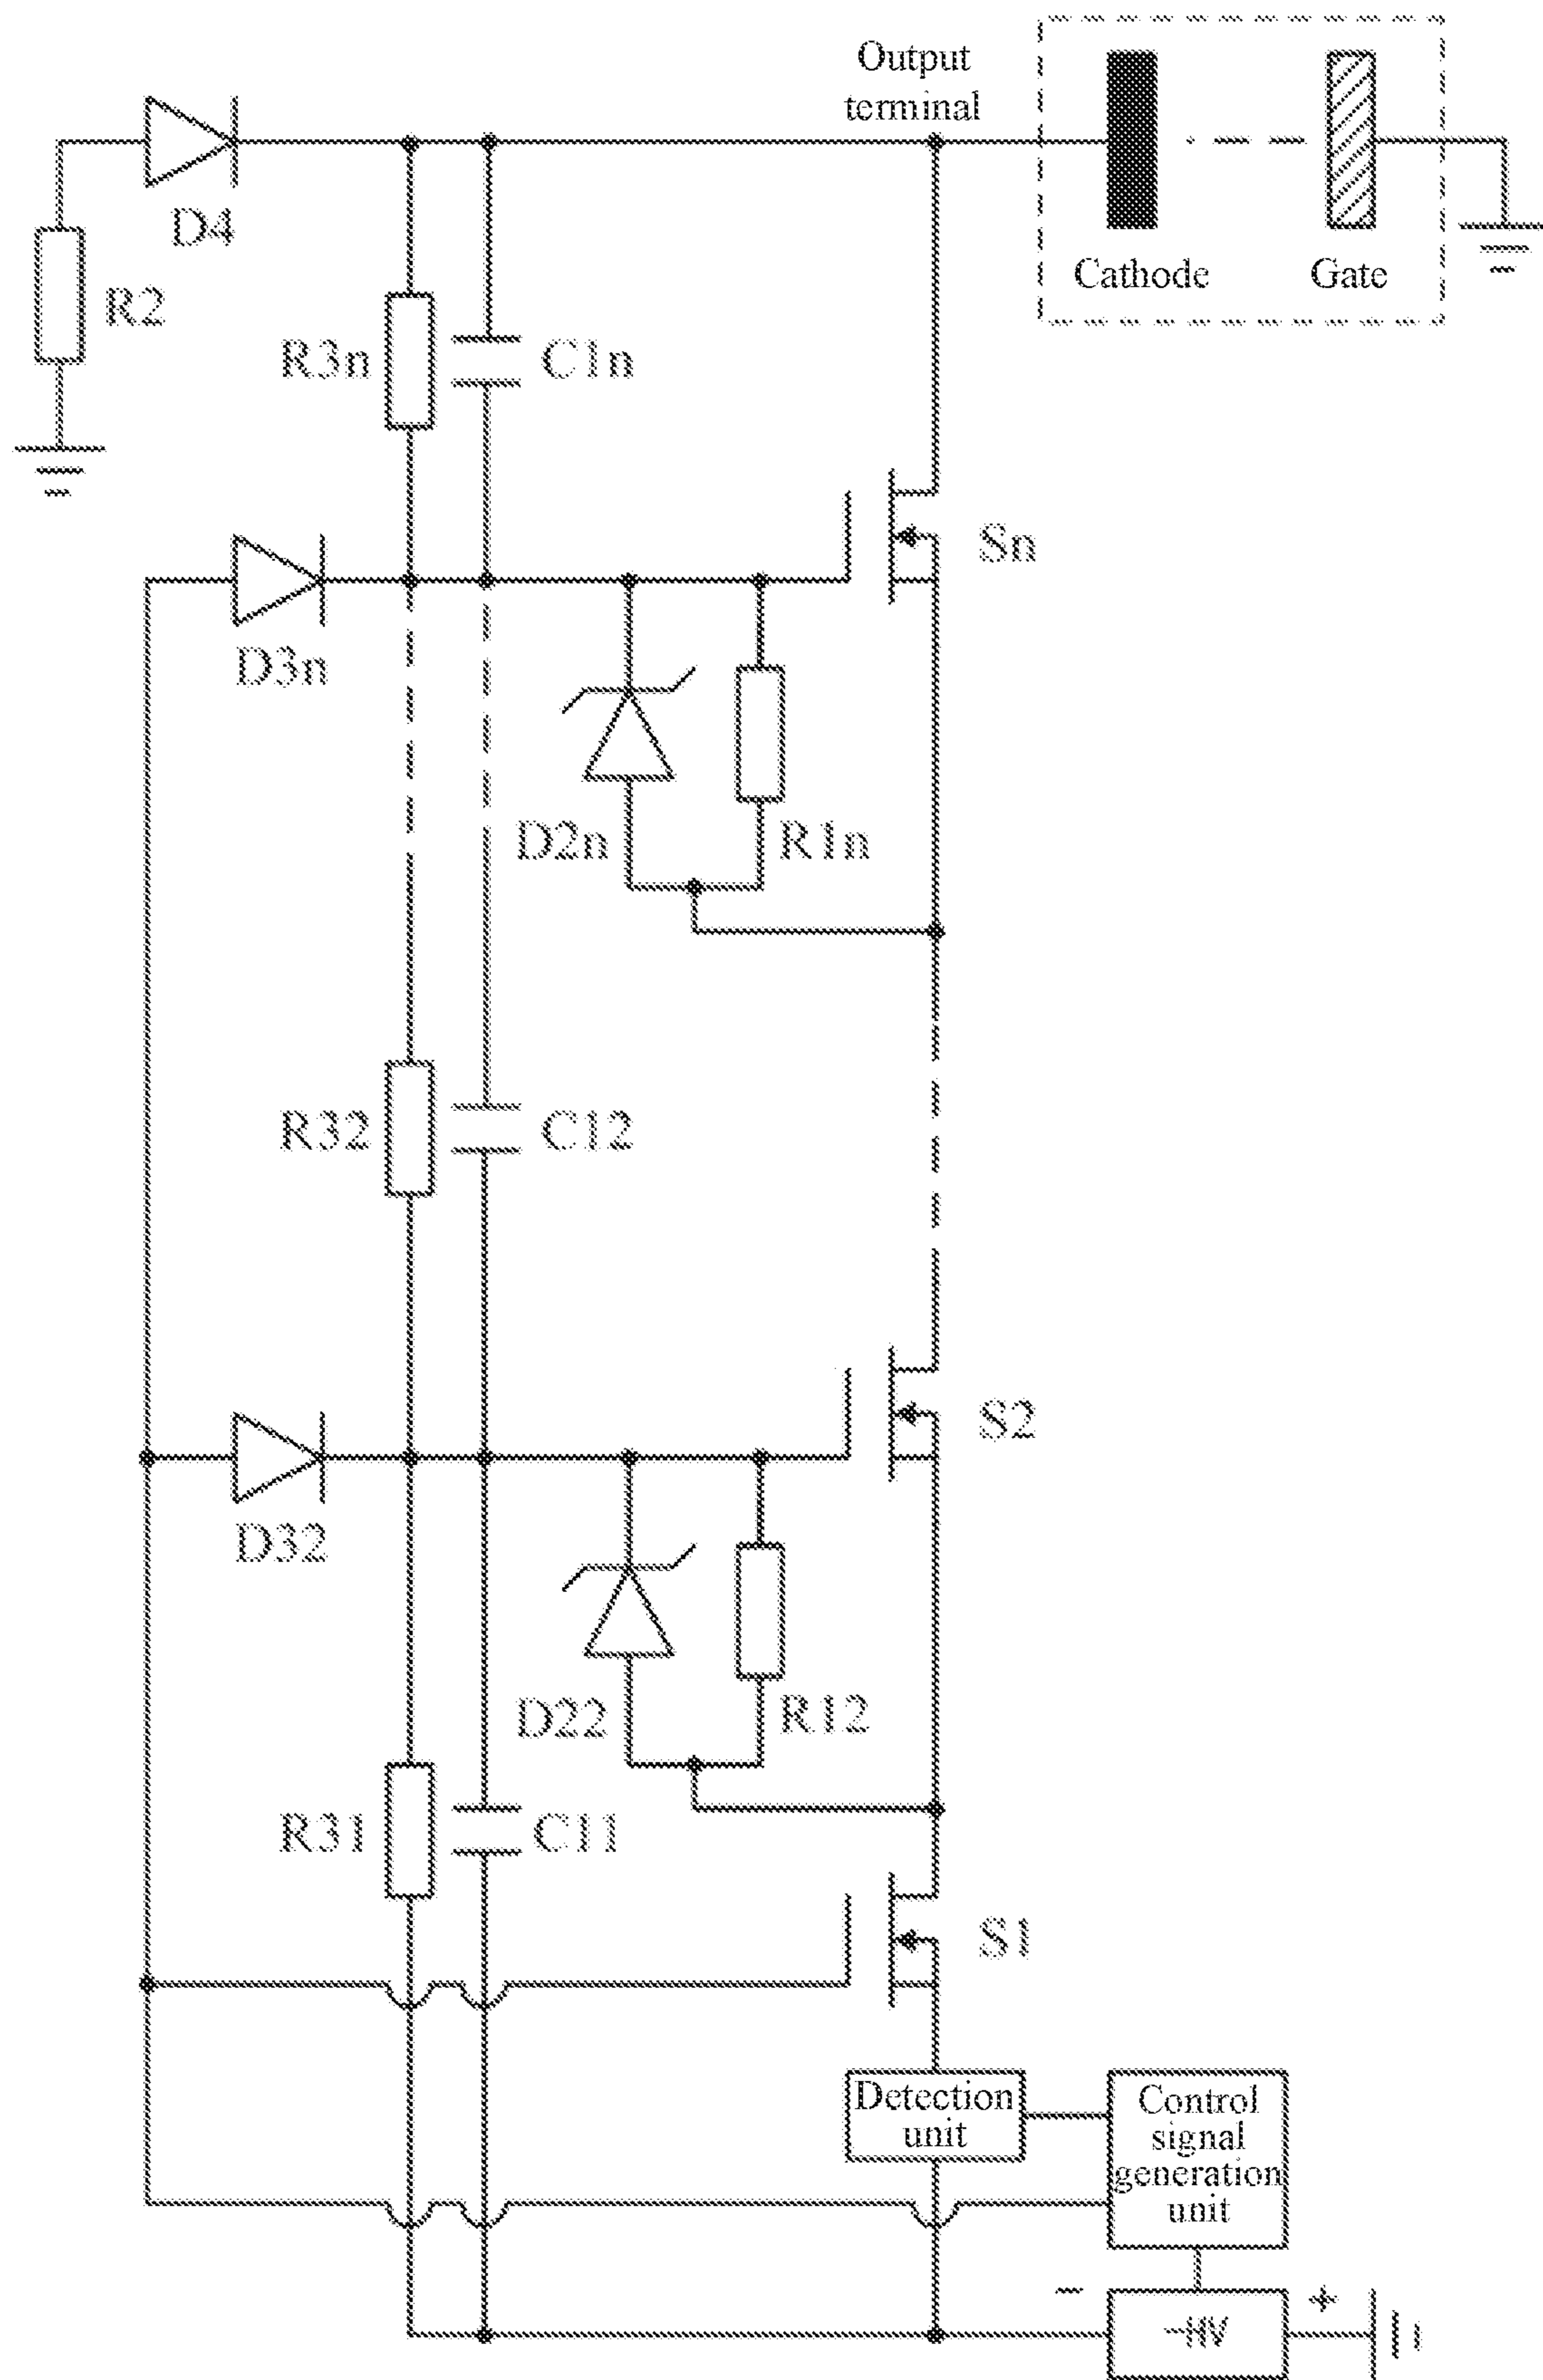 Output
terminal
D4
Cathode
Gate
R2
R3n
C1n
Sn
D3n
D2n
R1n
R32
C12
S2
D32
D22
R12
R31
C11
S1
Detection
unit
Control
signal
generation
unit
−
+
−HV